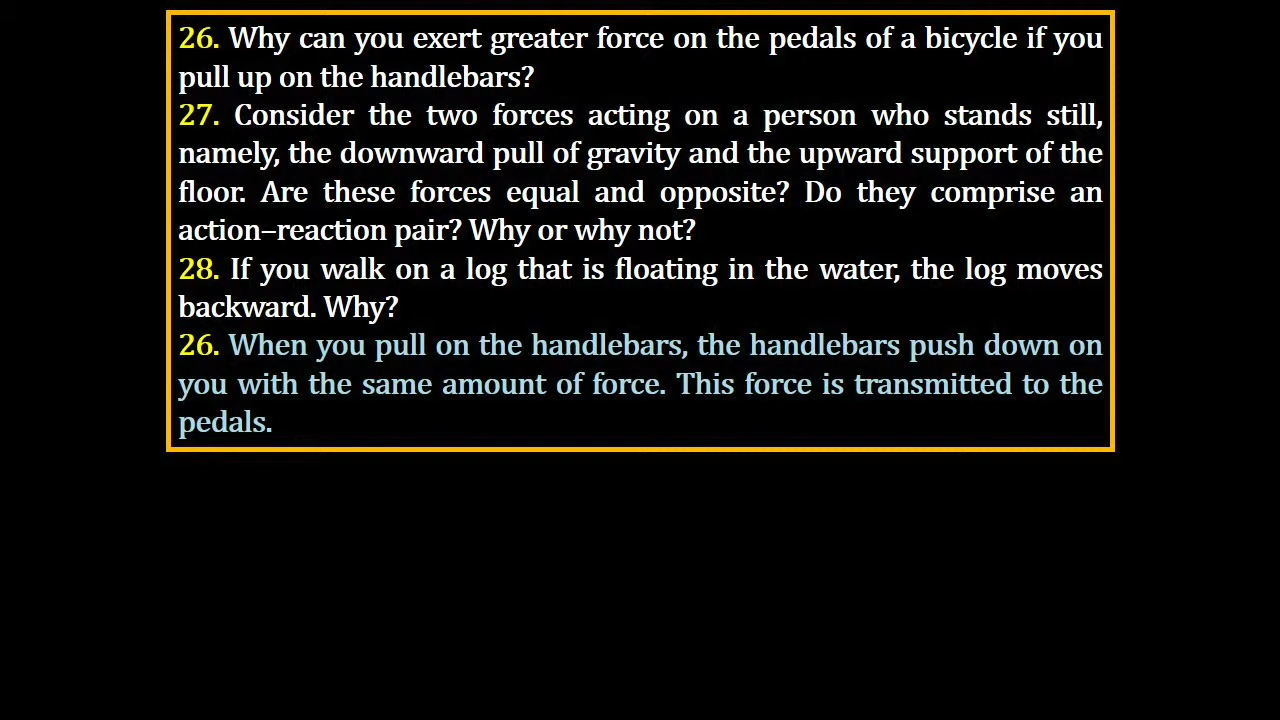 26. Why can you exert greater force on the pedals of a bicycle if you
pull up on the handlebars?
27. Consider the two forces acting on a person who stands still,
namely, the downward pull of gravity and the upward support of the
floor. Are these forces equal and opposite? Do they comprise an
action–reaction pair? Why or why not?
28. If you walk on a log that is floating in the water, the log moves
backward. Why?
26. When you pull on the handlebars, the handlebars push down on
you with the same amount of force. This force is transmitted to the
pedals.